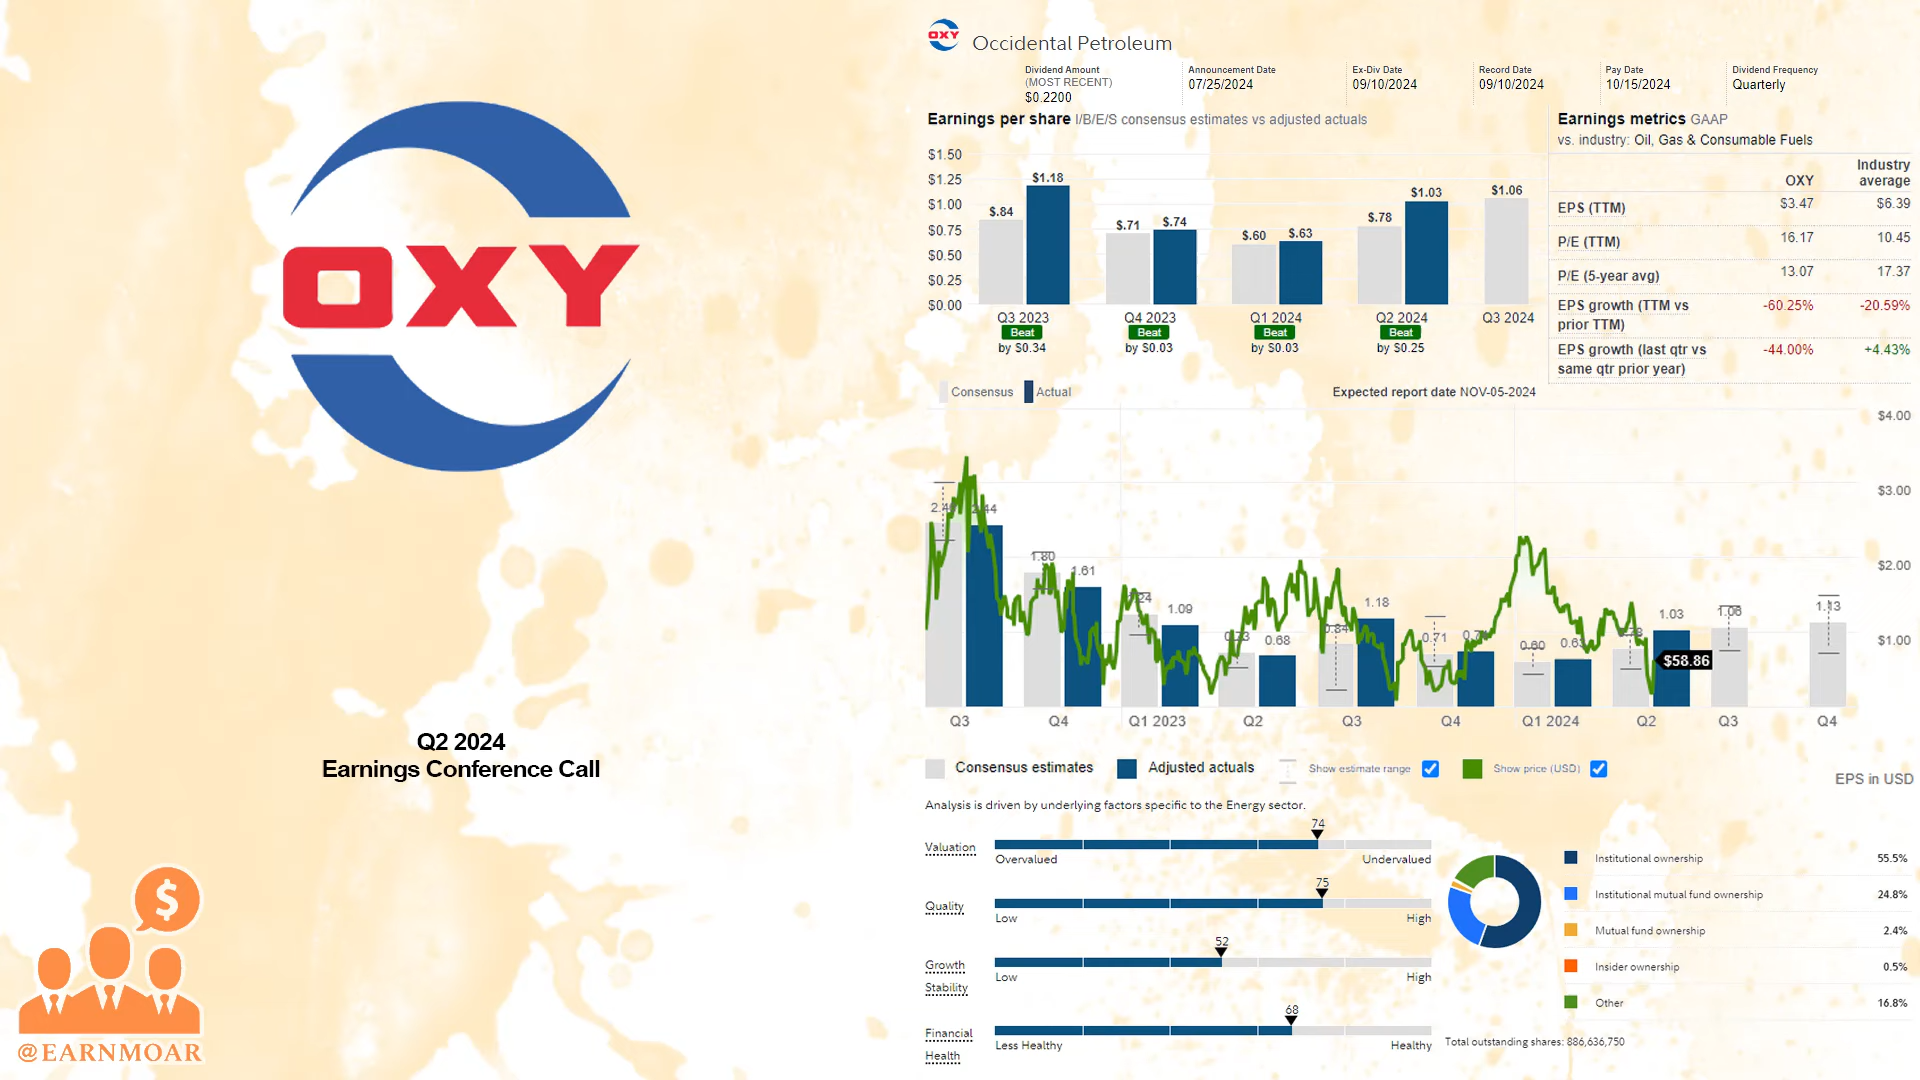 OXY
Q2 2024
Earnings Conference Call
$
@EARNMOAR
OXY
Occidental Petroleum
Dividend Amount
(MOST RECENT)
$0.2200
Announcement Date
07/25/2024
Ex-Div Date
09/10/2024
Record Date
09/10/2024
Pay Date
10/15/2024
Dividend Frequency
Quarterly
Earnings per share I/B/E/S consensus estimates vs adjusted actuals
$1.50
$1.25
$1.00
$0.75
$0.50
$0.25
$0.00
$.84
$1.18
$.71
$.74
$.60
$.63
$.78
$1.03
$1.06
Q3 2023
Beat
by $0.34
Q4 2023
Beat
by $0.03
Q1 2024
Beat
by $0.03
Q2 2024
Beat
by $0.25
Q3 2024
Consensus
Actual
Expected report date NOV-05-2024
Earnings metrics GAAP
vs. industry: Oil, Gas & Consumable Fuels
OXY
Industry
average
EPS (TTM) $3.47 $6.39
P/E (TTM) 16.17 10.45
P/E (5-year avg) 13.07 17.37
EPS growth (TTM vs
prior TTM) -60.25% -20.59%
EPS growth (last qtr vs
same qtr prior year) -44.00% +4.43%
$4.00
$3.00
$2.00
$1.00
1.80
1.61
1.09
0.73
0.68
0.84
1.18
0.71
0.60
1.03
1.06
1.13
$58.86
Q3
Q4
Q1 2023
Q2
Q3
Q4
Q1 2024
Q2
Q3
Q4
Consensus estimates
Adjusted actuals
Show estimate range
Show price (USD)
EPS in USD
Analysis is driven by underlying factors specific to the Energy sector.
Valuation
74
Overvalued
Undervalued
Quality
75
Low
High
Growth
Stability
52
Low
High
Financial
Health
68
Less Healthy
Healthy
Institutional ownership 55.5%
Institutional mutual fund ownership 24.8%
Mutual fund ownership 2.4%
Insider ownership 0.5%
Other 16.8%
Total outstanding shares: 886,636,750